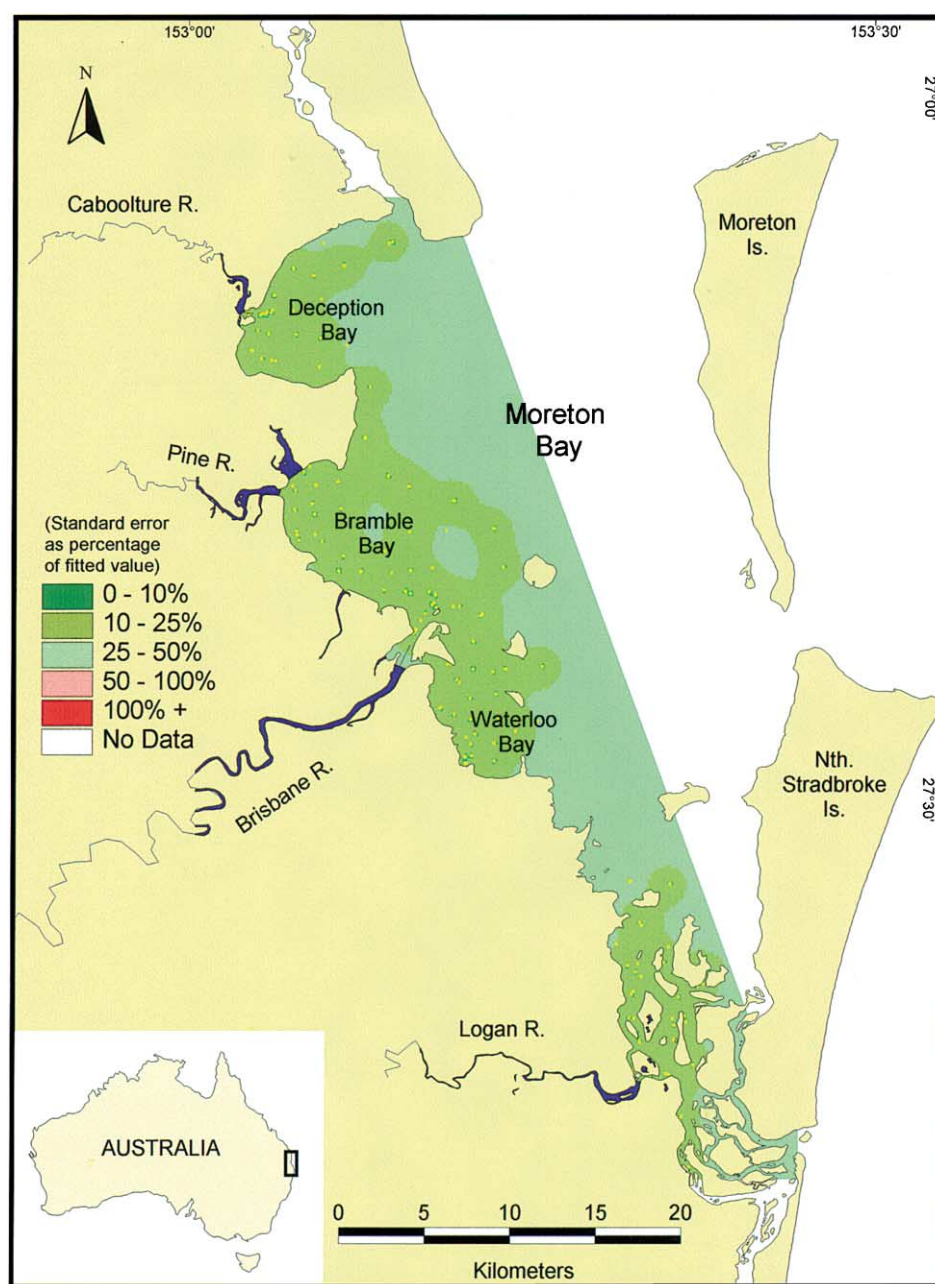 153°00'
153°30'
27°00'
N
Caboolture R.
Moreton
Is.
Deception
Bay
Moreton
Bay
Pine R.
Bramble
Bay
(Standard error
as percentage
of fitted value)
0 - 10%
10 - 25%
25 - 50%
50 - 100%
100% +
No Data
Waterloo
Bay
Brisbane R.
Nth.
Stradbroke
Is.
27°30'
Logan R.
AUSTRALIA
0 5 10 15 20
Kilometers